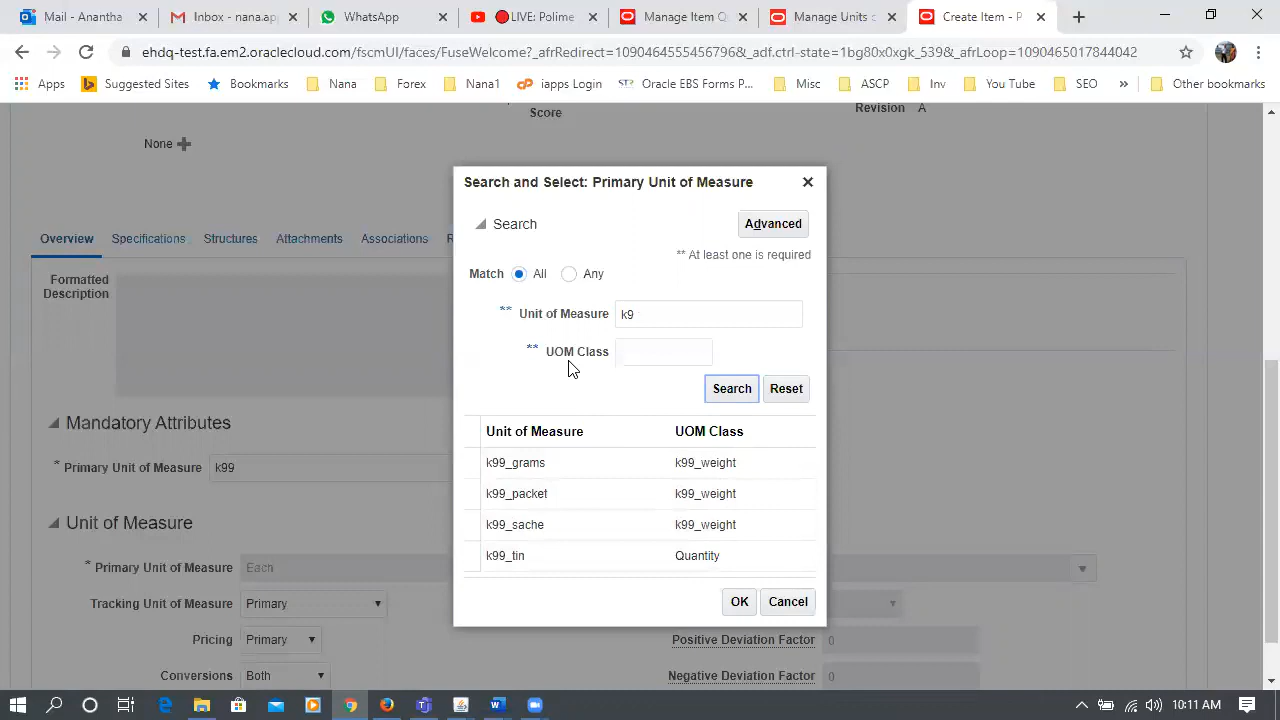 Mail - Anantha
Gmail - nana.app
WhatsApp
LIVE: Polime
Manage Item C
Manage Units c
Create Item - P
ehdq-test.fa.em2.oraclecloud.com/fscmUI/faces/FuseWelcome?_afrRedirect=10904645554567968&_adf.ctrl-state=1bg80x0xgk_539&_afrLoop=1090465017844042
Apps
Suggested Sites
Bookmarks
Nana
Forex
Nana1
iapps Login
Oracle EBS Forms P...
Misc
ASCP
Inv
You Tube
SEO
»
Other bookmarks
Score
Revision A
None
Search and Select: Primary Unit of Measure
Search
Advanced
** At least one is required
Match All Any
** Unit of Measure k9
** UOM Class
Search Reset
Unit of Measure UOM Class
k99_grams k99_weight
k99_packet k99_weight
k99_sache k99_weight
k99_tin Quantity
OK Cancel
Overview Specifications Structures Attachments Associations R
Formatted
Description
Mandatory Attributes
* Primary Unit of Measure k99
Unit of Measure
* Primary Unit of Measure Each
Tracking Unit of Measure Primary
Pricing Primary
Positive Deviation Factor 0
Conversions Both
Negative Deviation Factor 0
10:11 AM